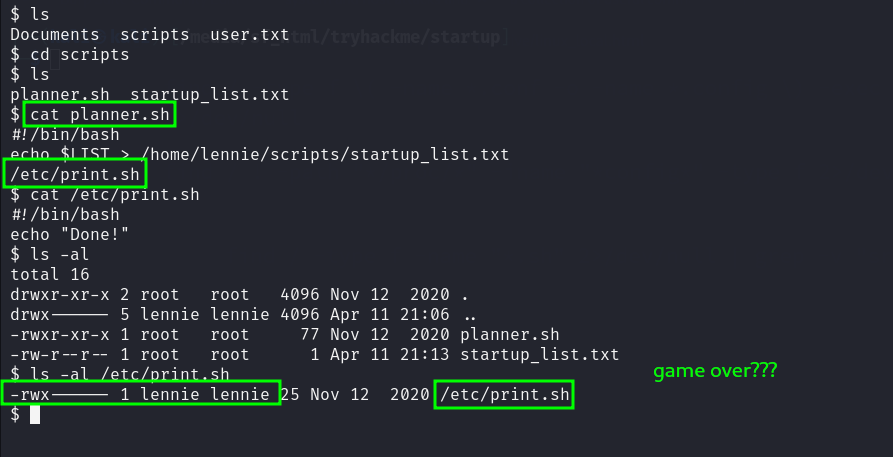 $ ls
Documents  scripts  user.txt
$ cd scripts
$ ls
planner.sh  startup_list.txt
$ cat planner.sh
#!/bin/bash
echo $LIST > /home/lennie/scripts/startup_list.txt
/etc/print.sh
$ cat /etc/print.sh
#!/bin/bash
echo "Done!"
$ ls -al
total 16
drwxr-xr-x 2 root   root   4096 Nov 12  2020 .
drwx------ 5 lennie lennie 4096 Apr 11 21:06 ..
-rwxr-xr-x 1 root   root     77 Nov 12  2020 planner.sh
-rw-r--r-- 1 root   root      1 Apr 11 21:13 startup_list.txt
$ ls -al /etc/print.sh
game over???
-rwx------ 1 lennie lennie 25 Nov 12  2020 /etc/print.sh
$